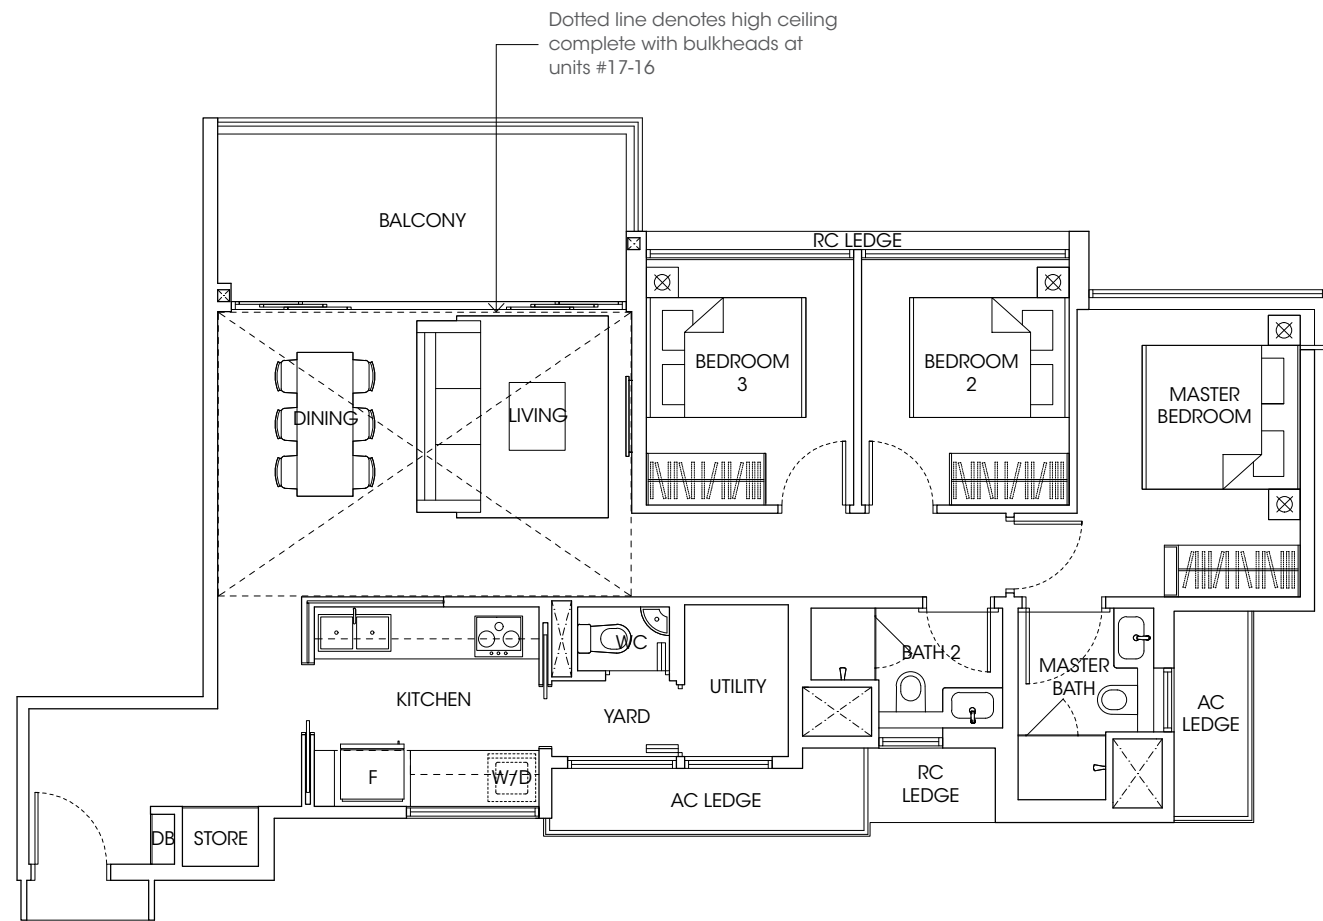 Dotted line denotes high ceiling
complete with bulkheads at
units #17-16
BALCONY
RC LEDGE
BEDROOM
3
BEDROOM
2
MASTER
BEDROOM
DINING
LIVING
WC
BATH 2
MASTER
BATH
KITCHEN
UTILITY
YARD
AC
LEDGE
F
W/D
AC LEDGE
RC
LEDGE
DB
STORE